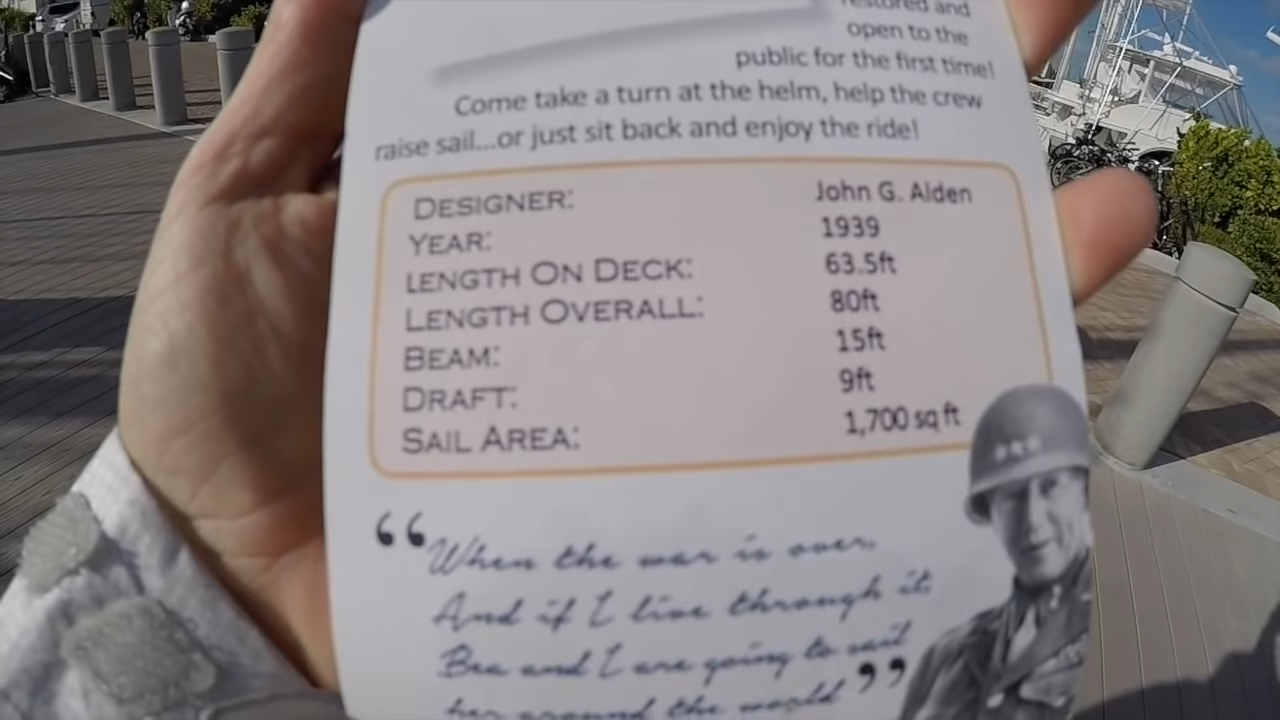 restored and
open to the
public for the first time!
Come take a turn at the helm, help the crew
raise sail...or just sit back and enjoy the ride!
DESIGNER: John G. Alden
YEAR: 1939
LENGTH ON DECK: 63.5ft
LENGTH OVERALL: 80ft
BEAM: 15ft
DRAFT: 9ft
SAIL AREA: 1,700 sq ft
“When the war is over,
And if I live through it,
Bea and I are going to sail
her around the world”